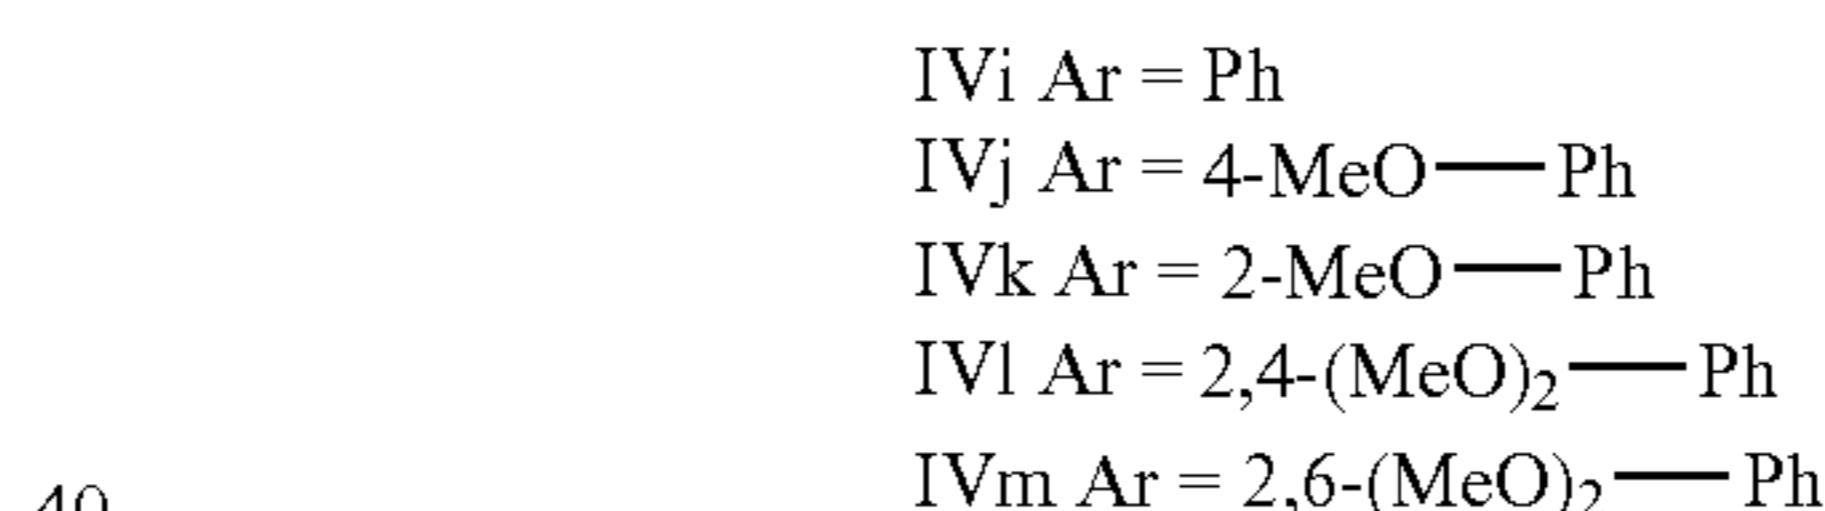 IVi Ar = Ph
IVj Ar = 4-MeO—Ph
IVk Ar = 2-MeO—Ph
IVl Ar = 2,4-(MeO)₂—Ph
IVm Ar = 2,6-(MeO)₂—Ph
40